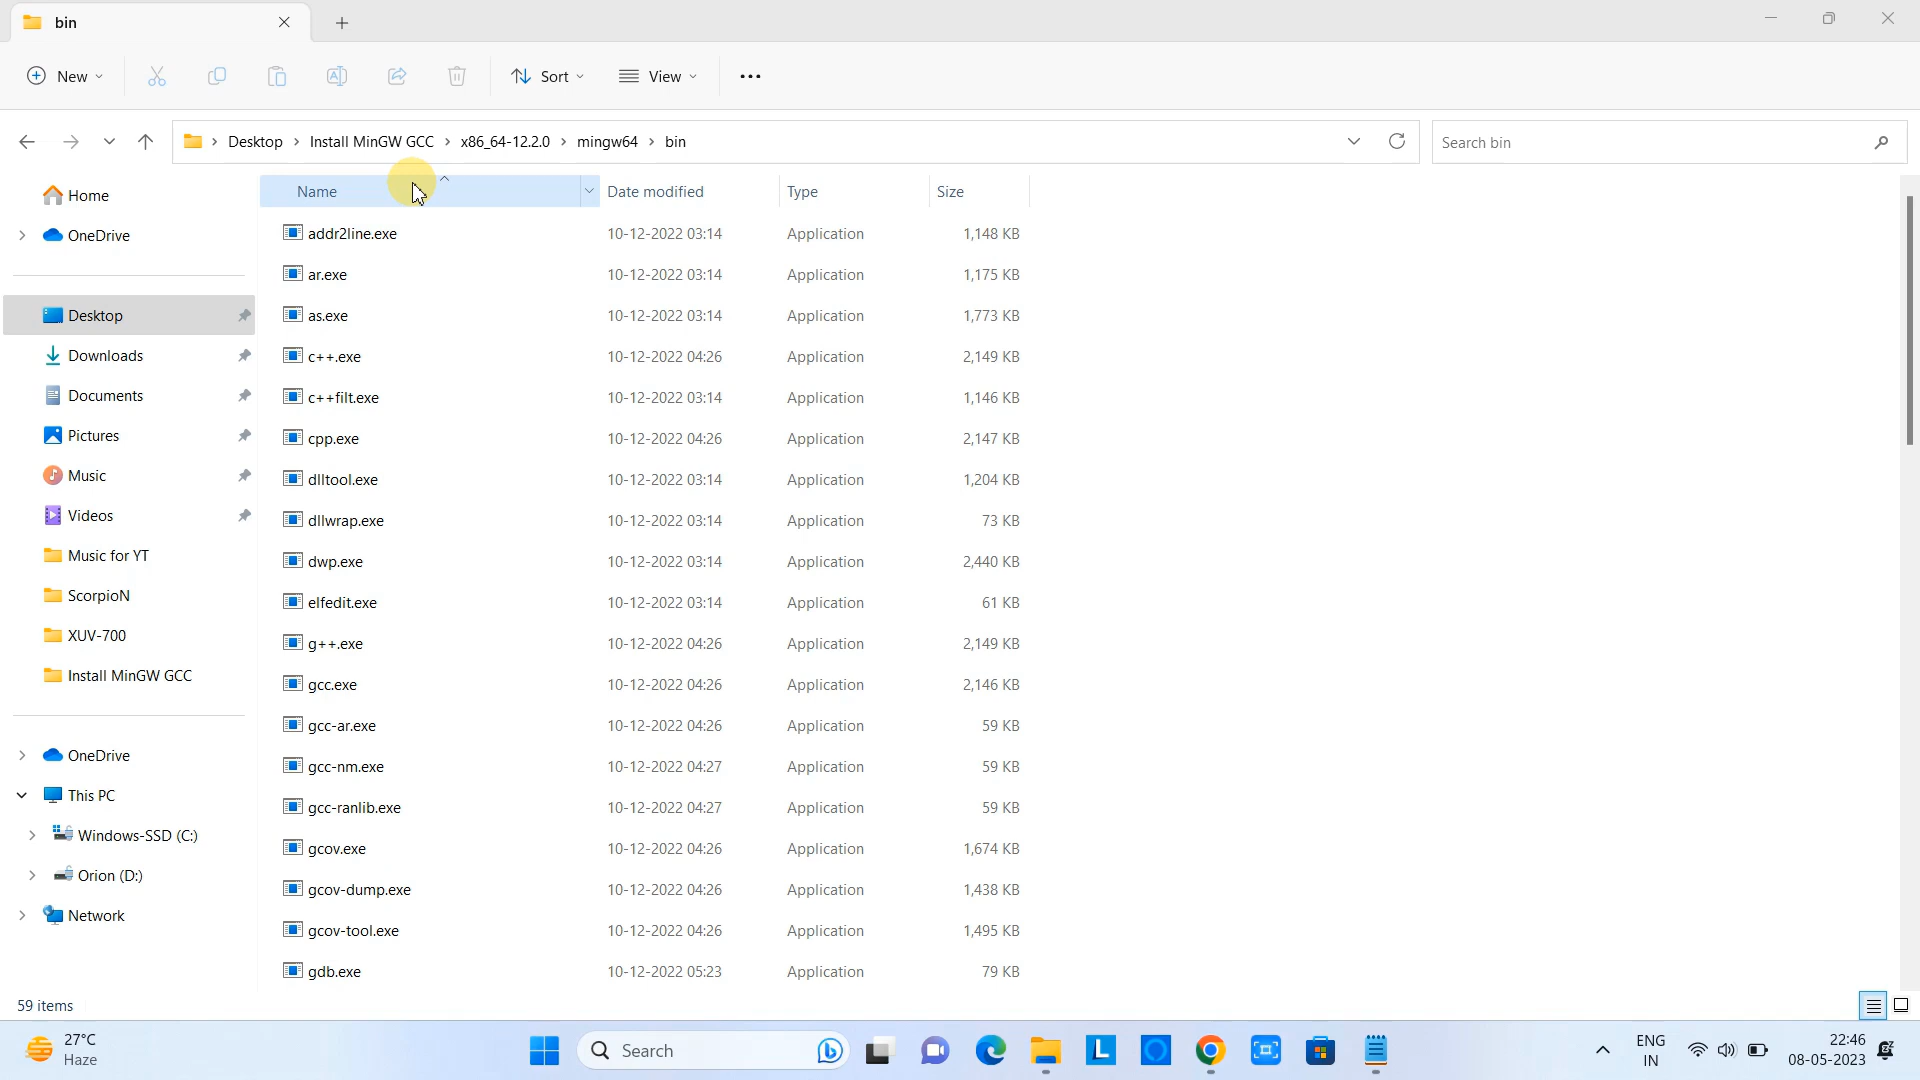 bin
New Sort View
Desktop Install MinGW GCC x86_64-12.2.0 mingw64 bin Search bin
Home
OneDrive
Desktop
Downloads
Documents
Pictures
Music
Videos
Music for YT
ScorpioN
XUV-700
Install MinGW GCC
OneDrive
This PC
Windows-SSD (C:)
Orion (D:)
Network
Name Date modified Type Size
addr2line.exe 10-12-2022 03:14 Application 1,148 KB
ar.exe 10-12-2022 03:14 Application 1,175 KB
as.exe 10-12-2022 03:14 Application 1,773 KB
c++.exe 10-12-2022 04:26 Application 2,149 KB
c++filt.exe 10-12-2022 03:14 Application 1,146 KB
cpp.exe 10-12-2022 04:26 Application 2,147 KB
dlltool.exe 10-12-2022 03:14 Application 1,204 KB
dllwrap.exe 10-12-2022 03:14 Application 73 KB
dwp.exe 10-12-2022 03:14 Application 2,440 KB
elfedit.exe 10-12-2022 03:14 Application 61 KB
g++.exe 10-12-2022 04:26 Application 2,149 KB
gcc.exe 10-12-2022 04:26 Application 2,146 KB
gcc-ar.exe 10-12-2022 04:26 Application 59 KB
gcc-nm.exe 10-12-2022 04:27 Application 59 KB
gcc-ranlib.exe 10-12-2022 04:27 Application 59 KB
gcov.exe 10-12-2022 04:26 Application 1,674 KB
gcov-dump.exe 10-12-2022 04:26 Application 1,438 KB
gcov-tool.exe 10-12-2022 04:26 Application 1,495 KB
gdb.exe 10-12-2022 05:23 Application 79 KB
59 items
27°C
Haze
Search
L
ENG
IN
22:46
08-05-2023